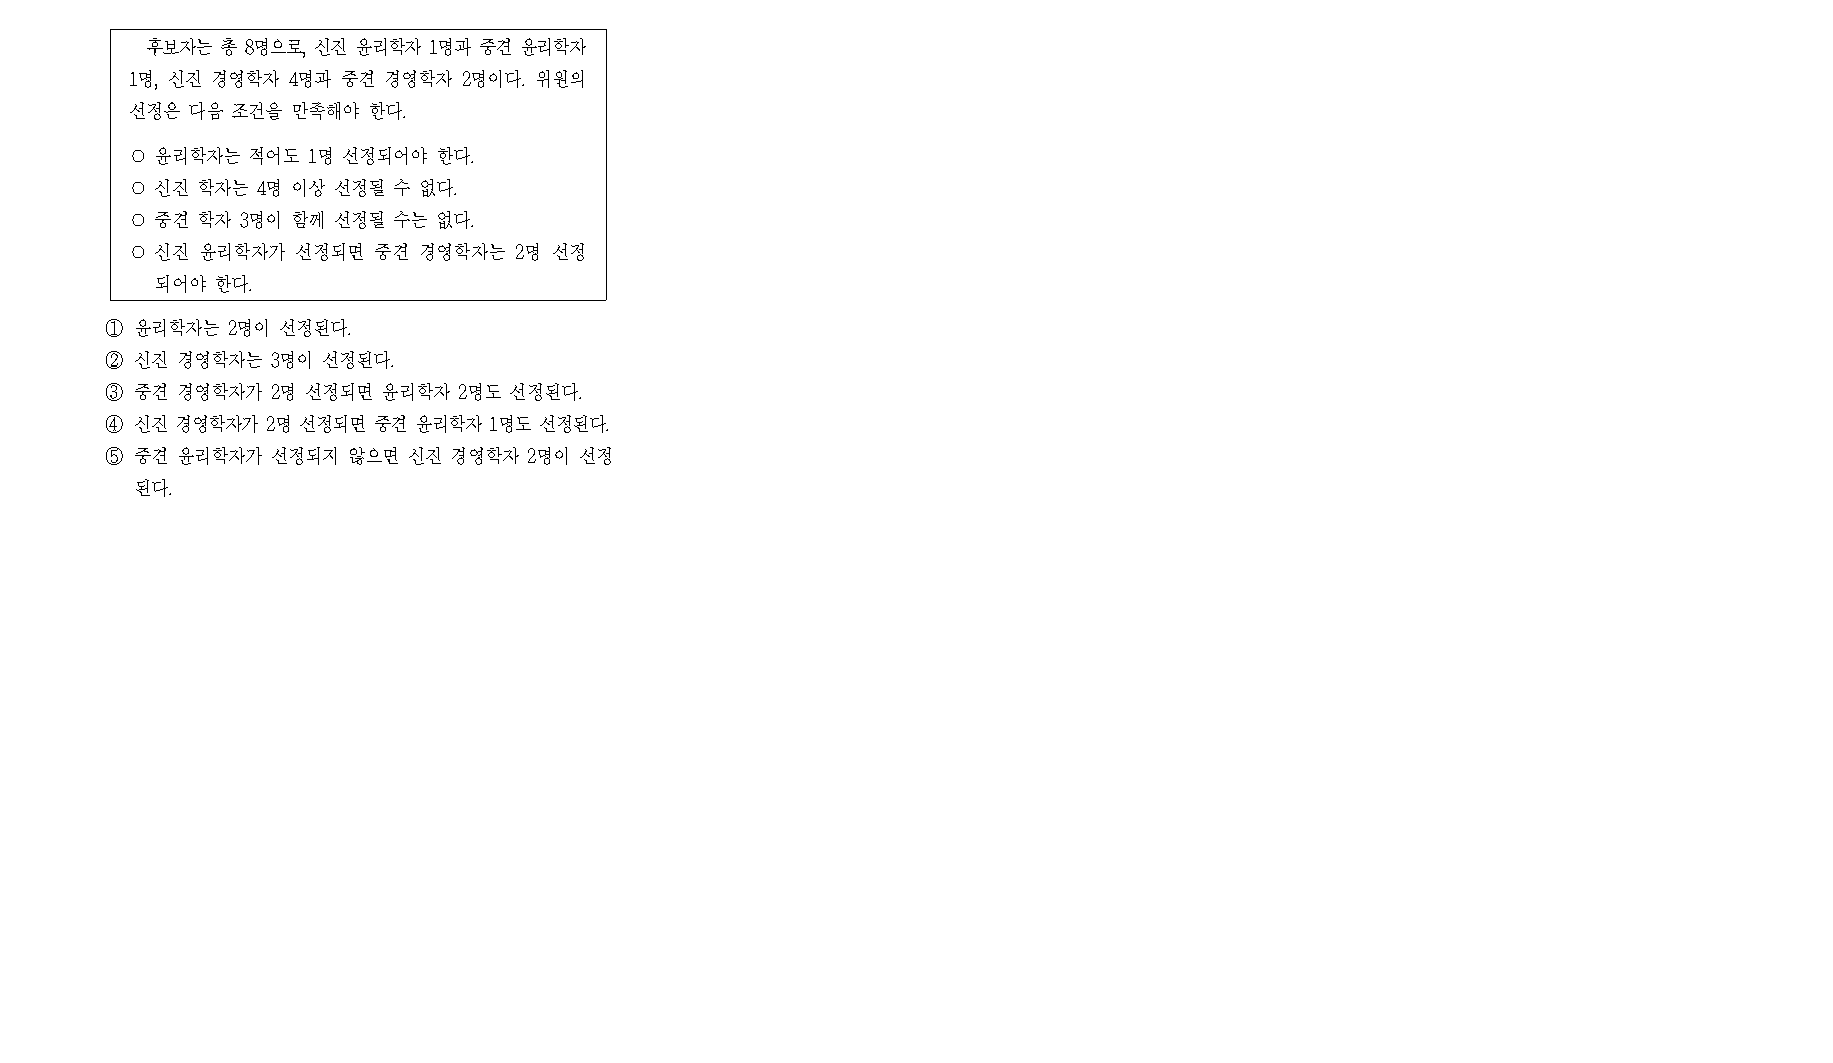 후보자는 총 8명으로, 신진 윤리학자 1명과 중견 윤리학자
1명, 신진 경영학자 4명과 중견 경영학자 2명이다. 위원의
선정은 다음 조건을 만족해야 한다.
○ 윤리학자는 적어도 1명 선정되어야 한다.
○ 신진 학자는 4명 이상 선정될 수 없다.
○ 중견 학자 3명이 함께 선정될 수는 없다.
○ 신진 윤리학자가 선정되면 중견 경영학자는 2명 선정
되어야 한다.
① 윤리학자는 2명이 선정된다.
② 신진 경영학자는 3명이 선정된다.
③ 중견 경영학자가 2명 선정되면 윤리학자 2명도 선정된다.
④ 신진 경영학자가 2명 선정되면 중견 윤리학자 1명도 선정된다.
⑤ 중견 윤리학자가 선정되지 않으면 신진 경영학자 2명이 선정
된다.